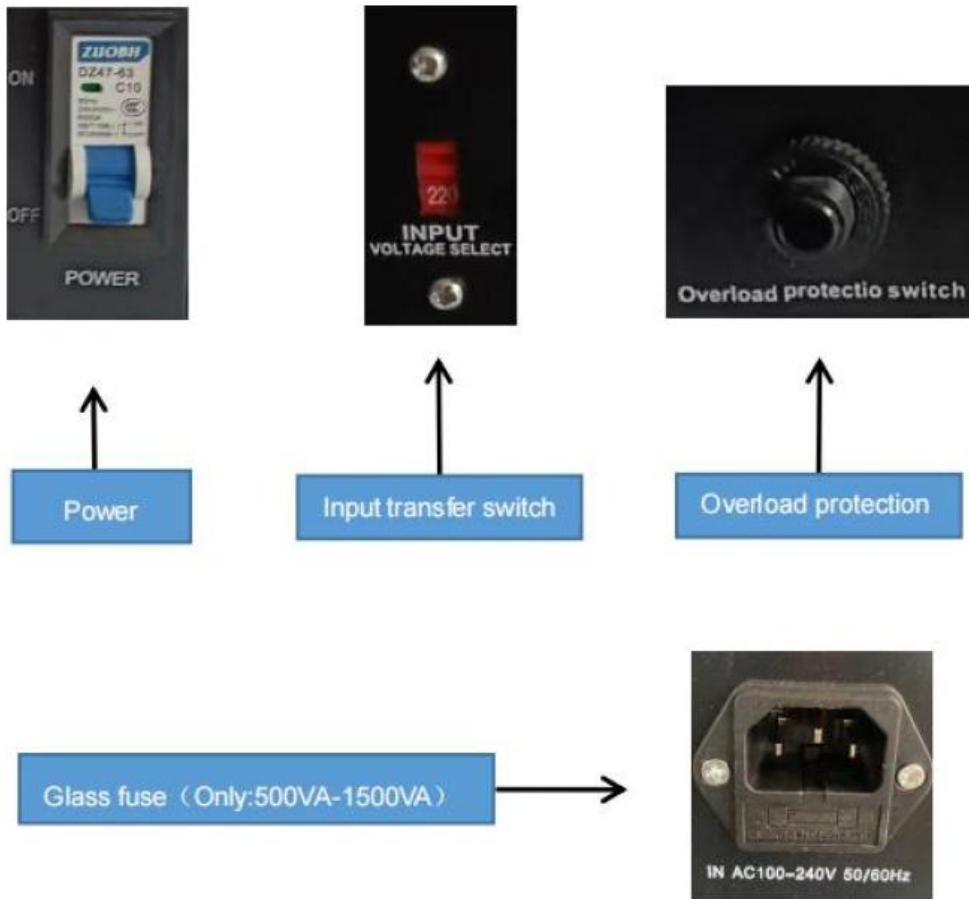 ZUOBH
DZ47-63
C10
ON
OFF
POWER
220
INPUT
VOLTAGE SELECT
Overload protectio switch
Power
Input transfer switch
Overload protection
Glass fuse（Only:500VA-1500VA）
IN AC100-240V 50/60Hz